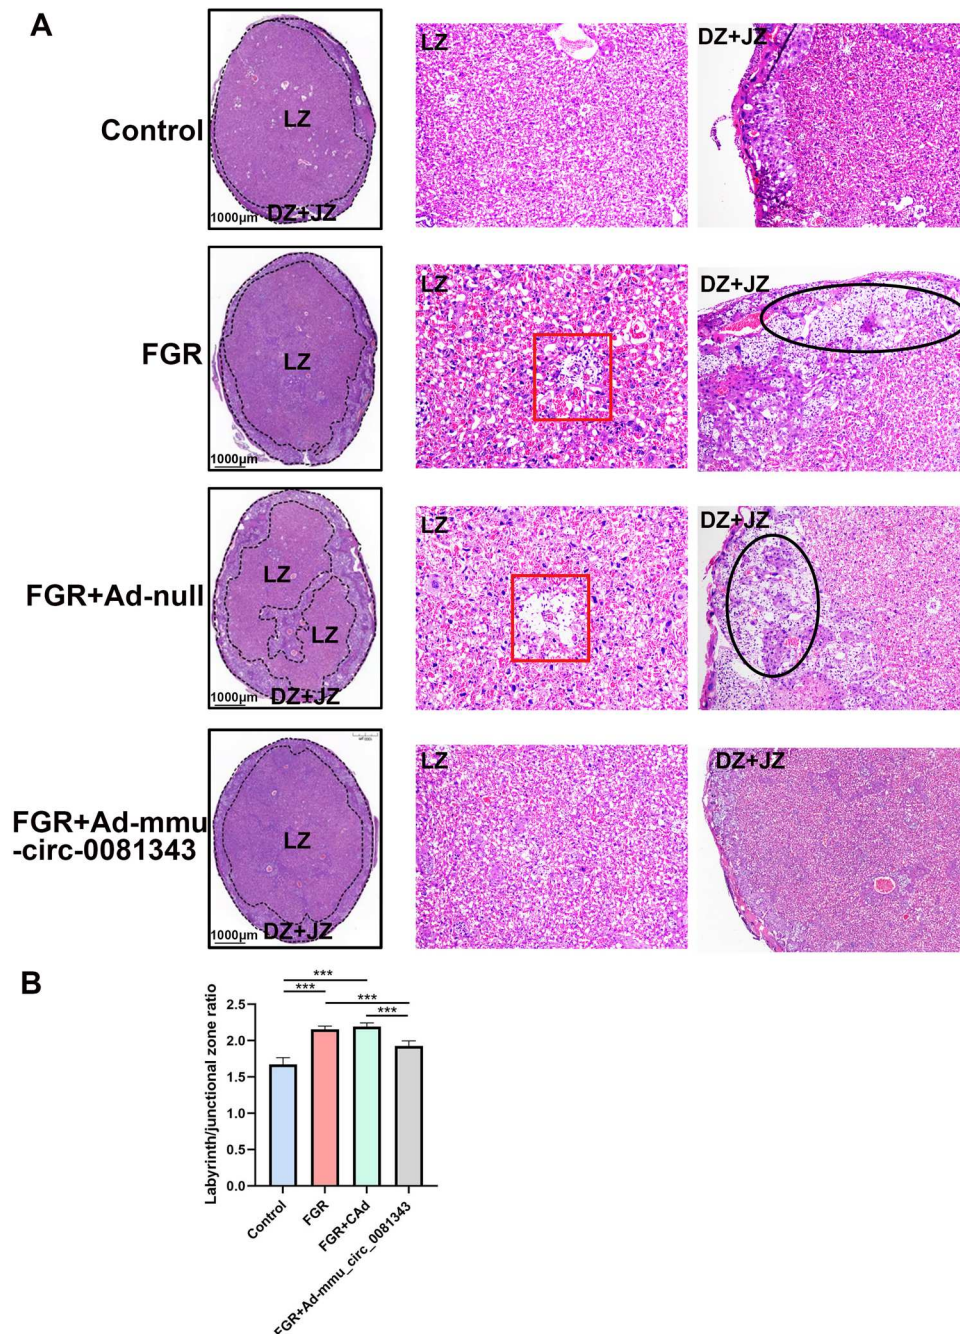 A
Control
LZ
DZ+JZ
1000μm
LZ
DZ+JZ
FGR
LZ
1000μm
LZ
DZ+JZ
FGR+Ad-null
LZ
LZ
DZ+JZ
1000μm
LZ
DZ+JZ
FGR+Ad-mmu
-circ-0081343
LZ
DZ+JZ
1000μm
LZ
DZ+JZ
B
Labyrinth/junctional zone ratio
2.5
2.0
1.5
1.0
0.5
0.0
***
***
***
***
Control
FGR
FGR+CAd
FGR+Ad-mmu_circ_0081343